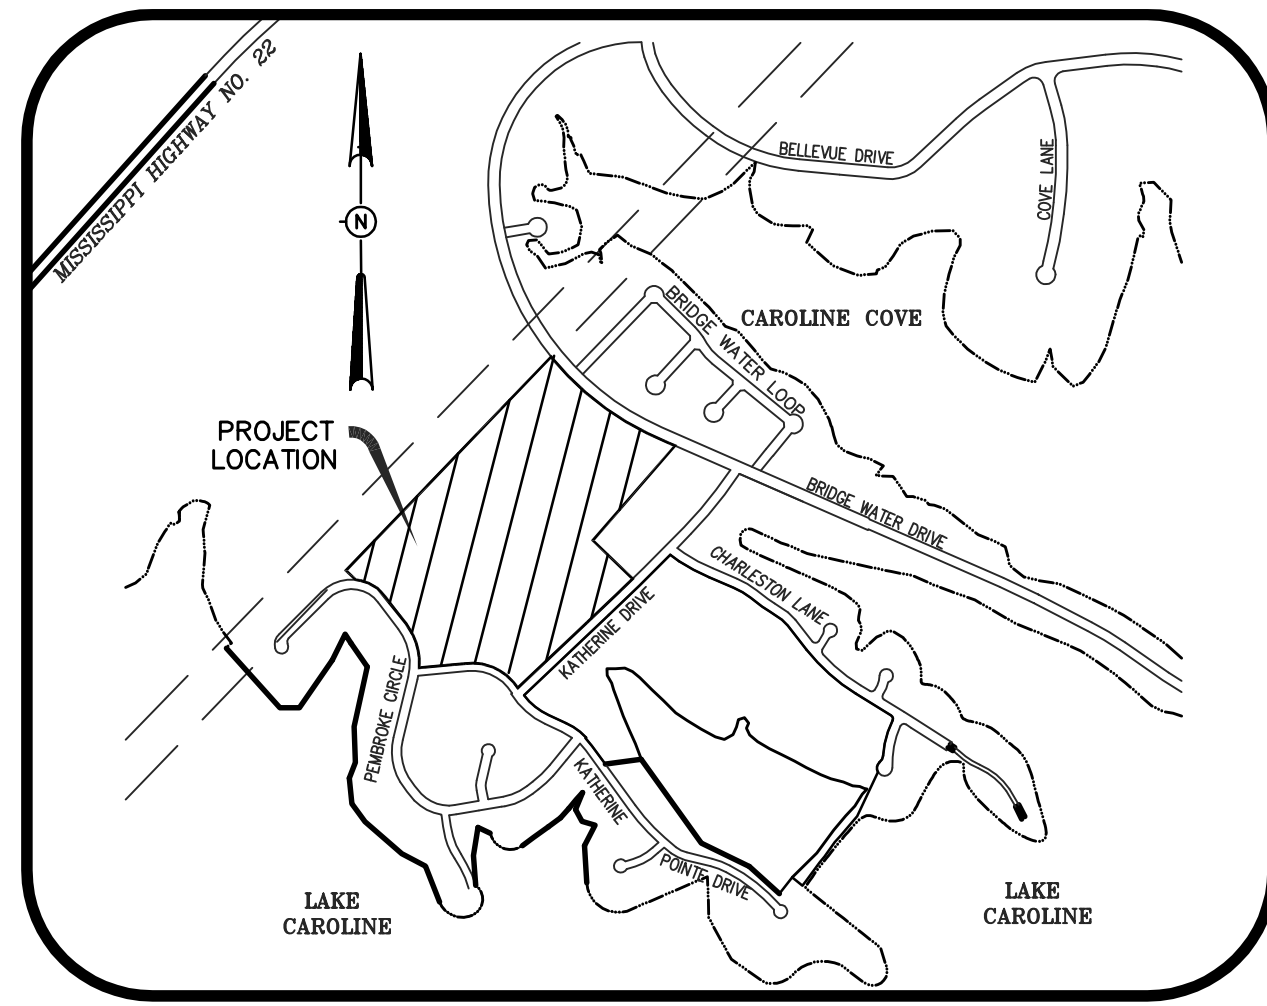 MISSISSIPPI HIGHWAY NO. 22
N
BELLEVUE DRIVE
COVE LANE
BRIDGE WATER LOOP
CAROLINE COVE
PROJECT
LOCATION
BRIDGE WATER DRIVE
CHARLESTON LANE
KATHERINE DRIVE
PEMBROKE CIRCLE
KATHERINE
POINTE DRIVE
LAKE
CAROLINE
LAKE
CAROLINE